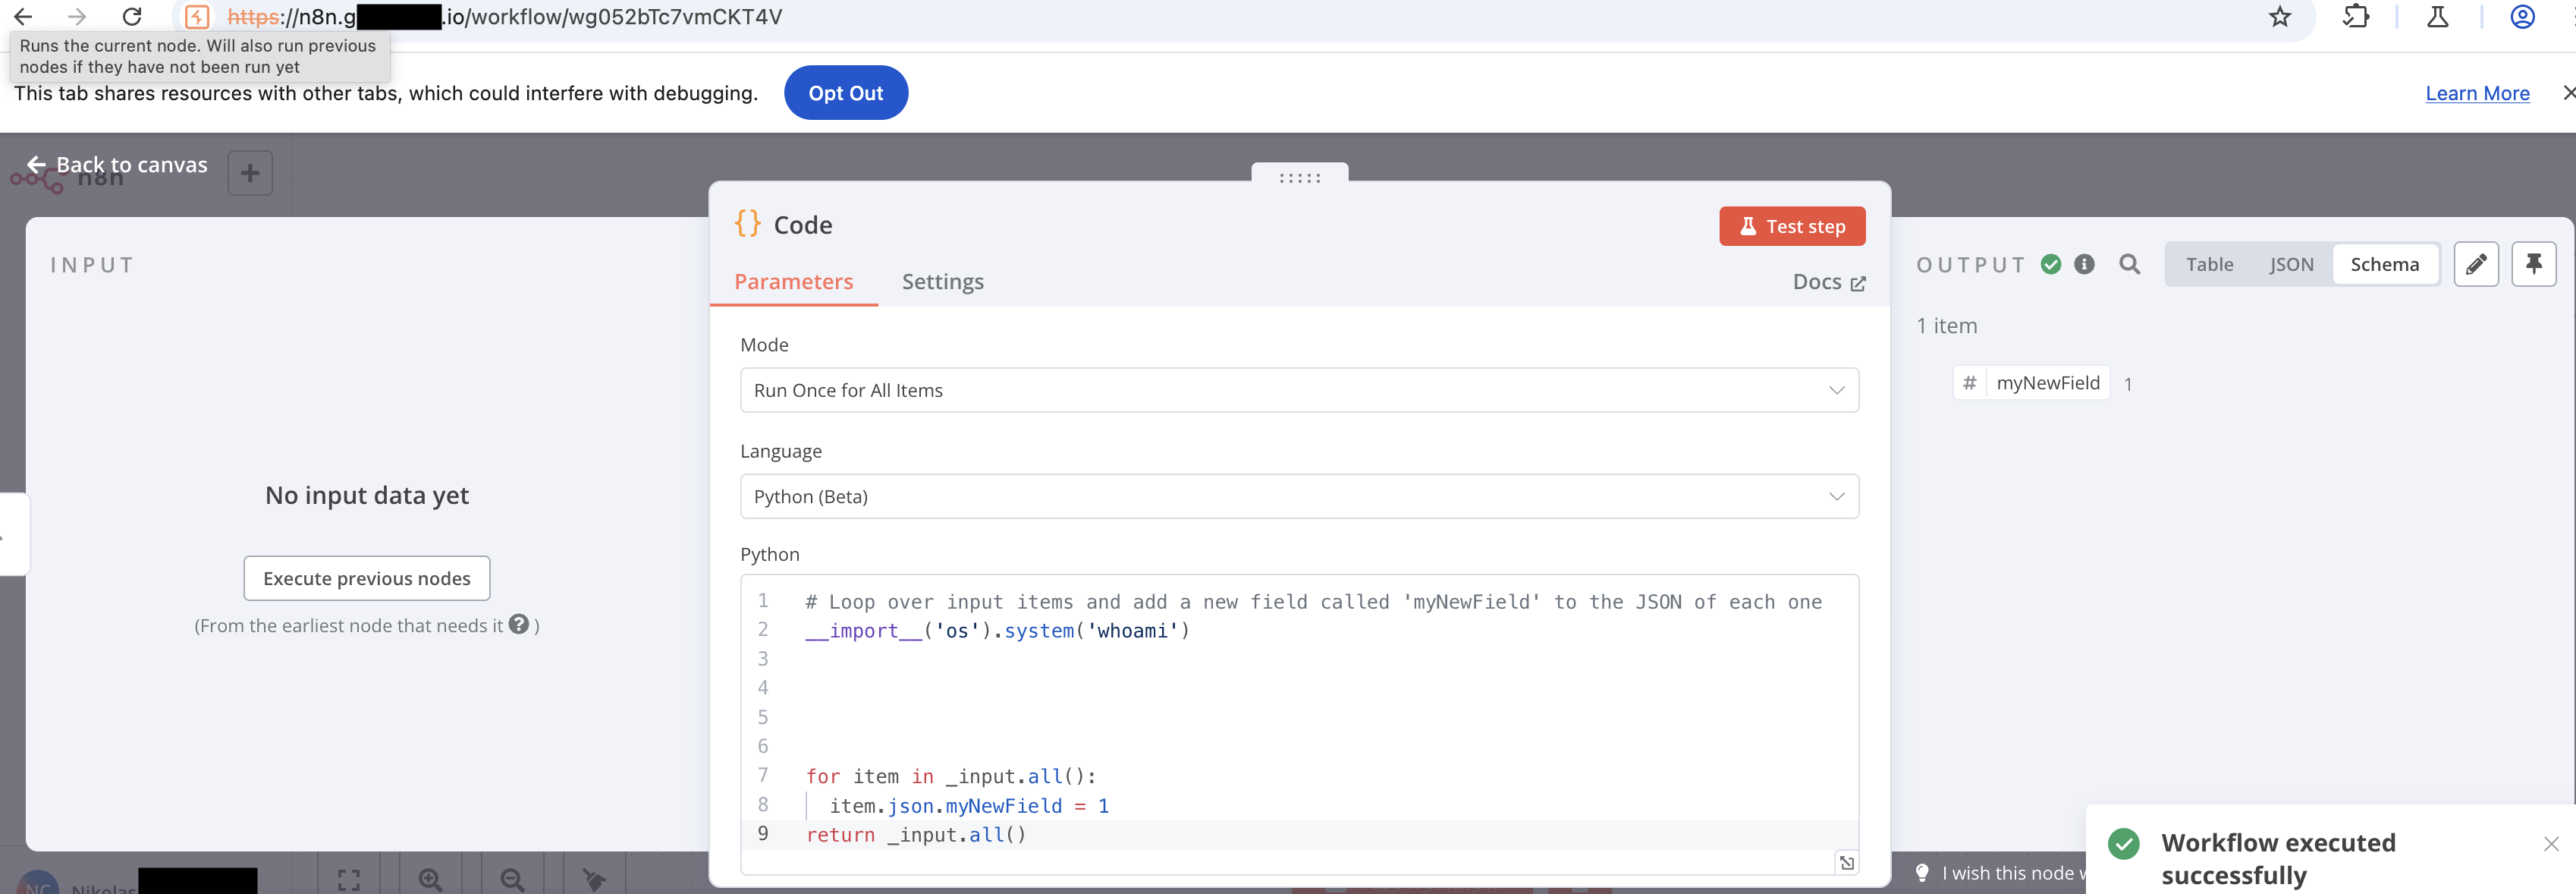 https://n8n.g
.io/workflow/wg052bTc7vmCKT4V
Runs the current node. Will also run previous
nodes if they have not been run yet
This tab shares resources with other tabs, which could interfere with debugging.
Opt Out
Learn More
Back to canvas
n8n
Code
Test step
INPUT
Parameters
Settings
Docs
OUTPUT
Table
JSON
Schema
1 item
# myNewField 1
Mode
Run Once for All Items
Language
Python (Beta)
No input data yet
Execute previous nodes
(From the earliest node that needs it ? )
Python
1 # Loop over input items and add a new field called 'myNewField' to the JSON of each one
2 __import__('os').system('whoami')
3
4
5
6
7 for item in _input.all():
8 item.json.myNewField = 1
9 return _input.all()
Workflow executed
successfully
I wish this node
NC
Nikolas